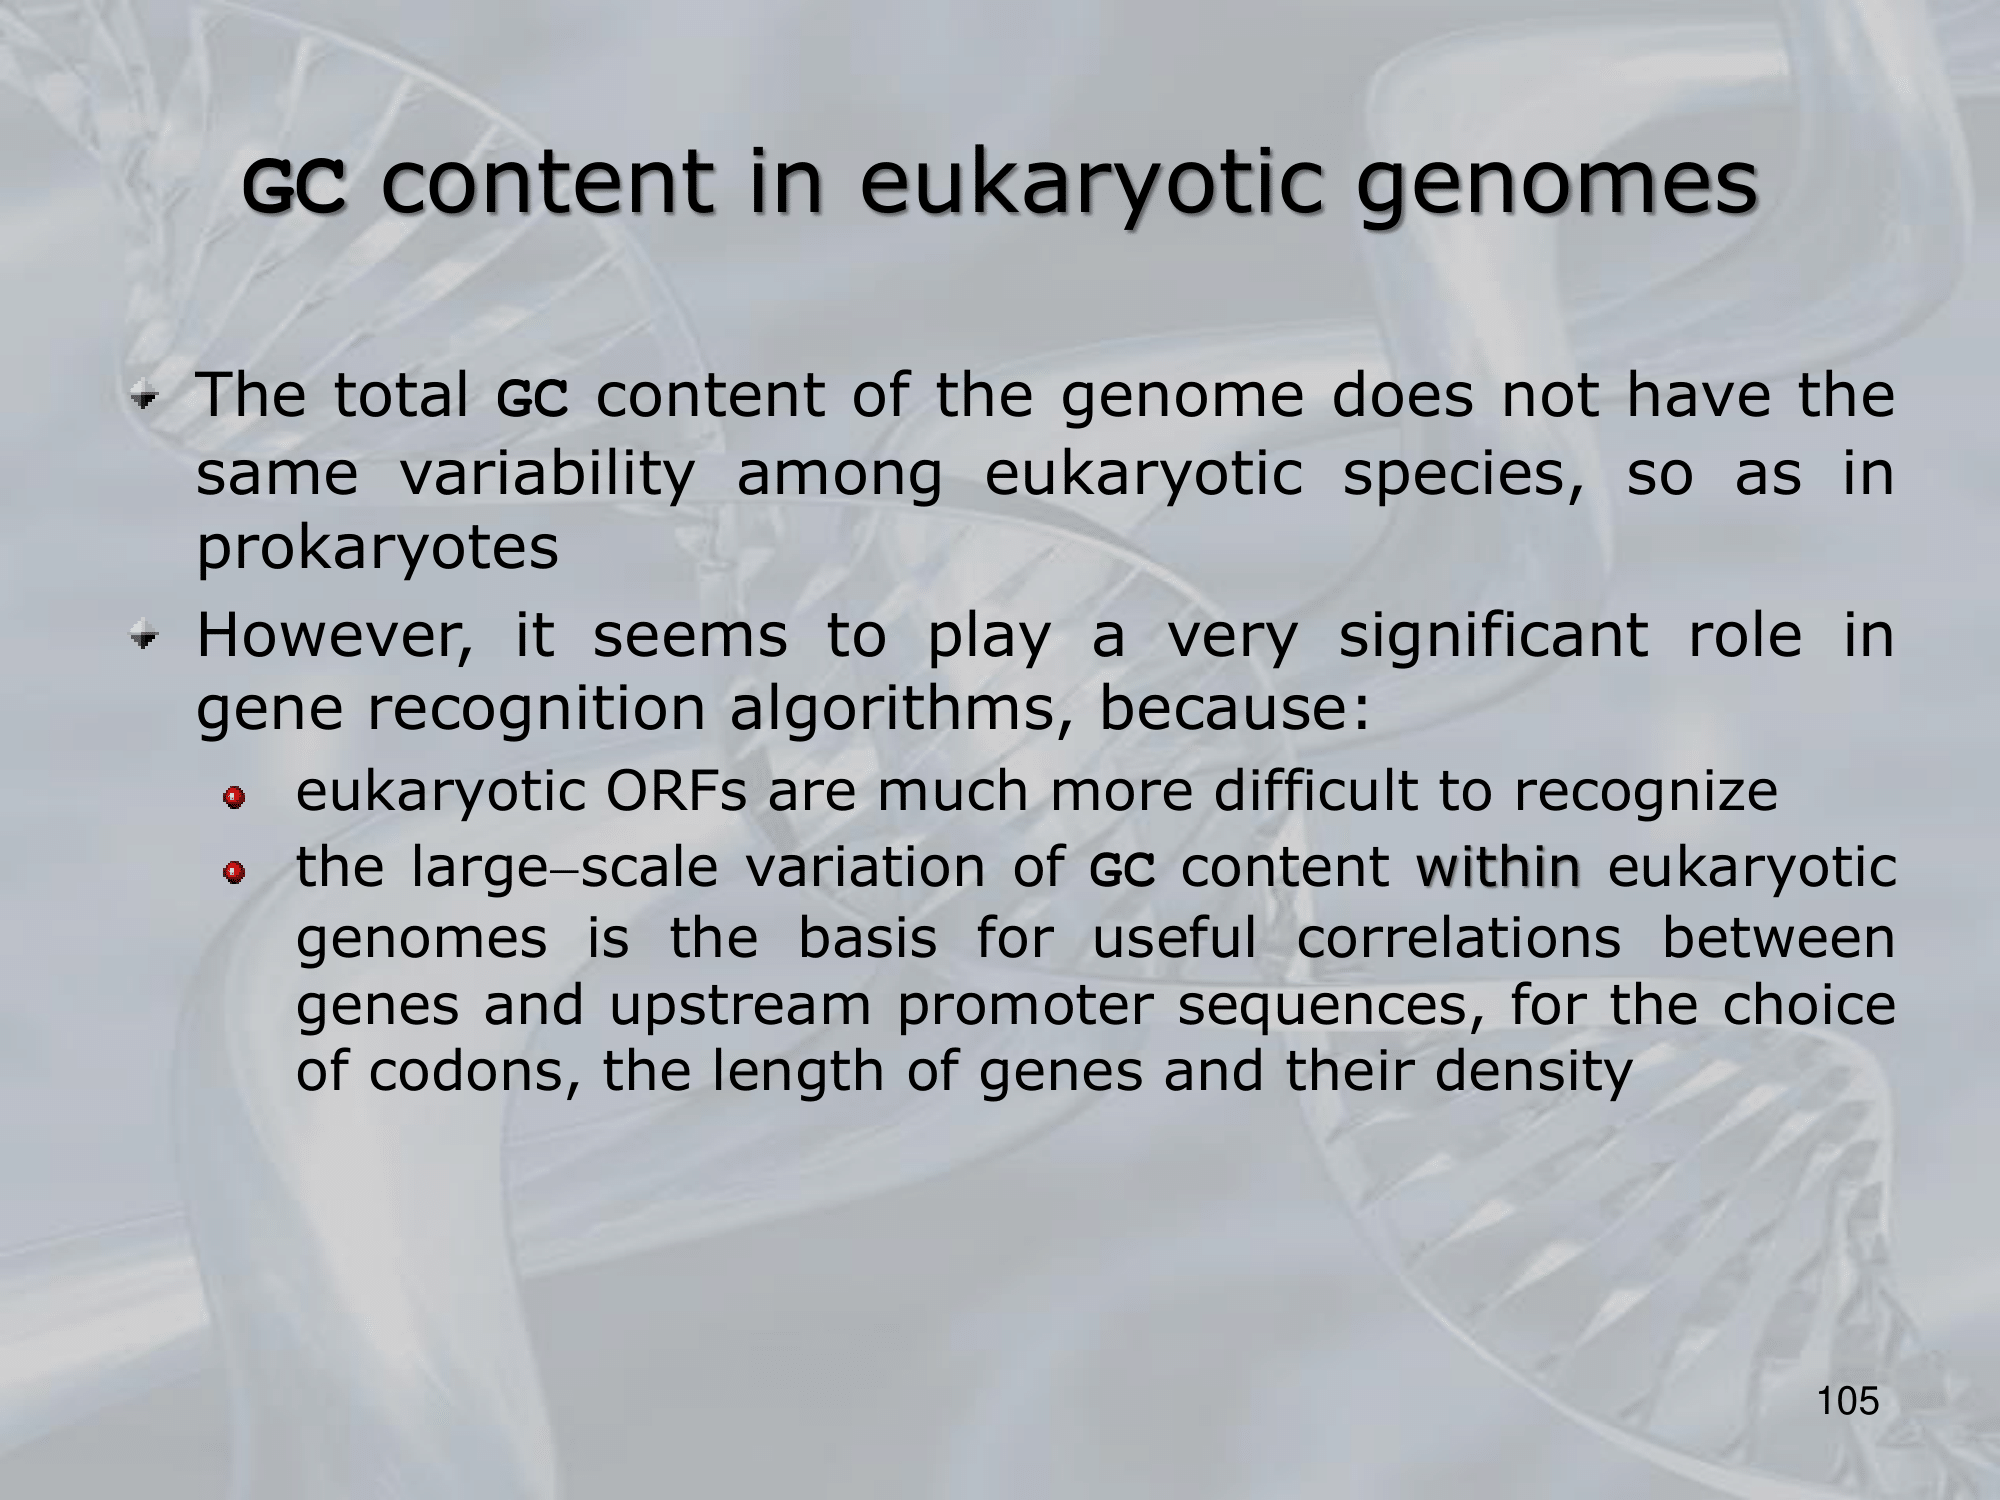 GC content in eukaryotic genomes
The total GC content of the genome does not have the
same variability among eukaryotic species, so as in
prokaryotes
However, it seems to play a very significant role in
gene recognition algorithms, because:
eukaryotic ORFs are much more difficult to recognize
the large–scale variation of GC content within eukaryotic
genomes is the basis for useful correlations between
genes and upstream promoter sequences, for the choice
of codons, the length of genes and their density
105